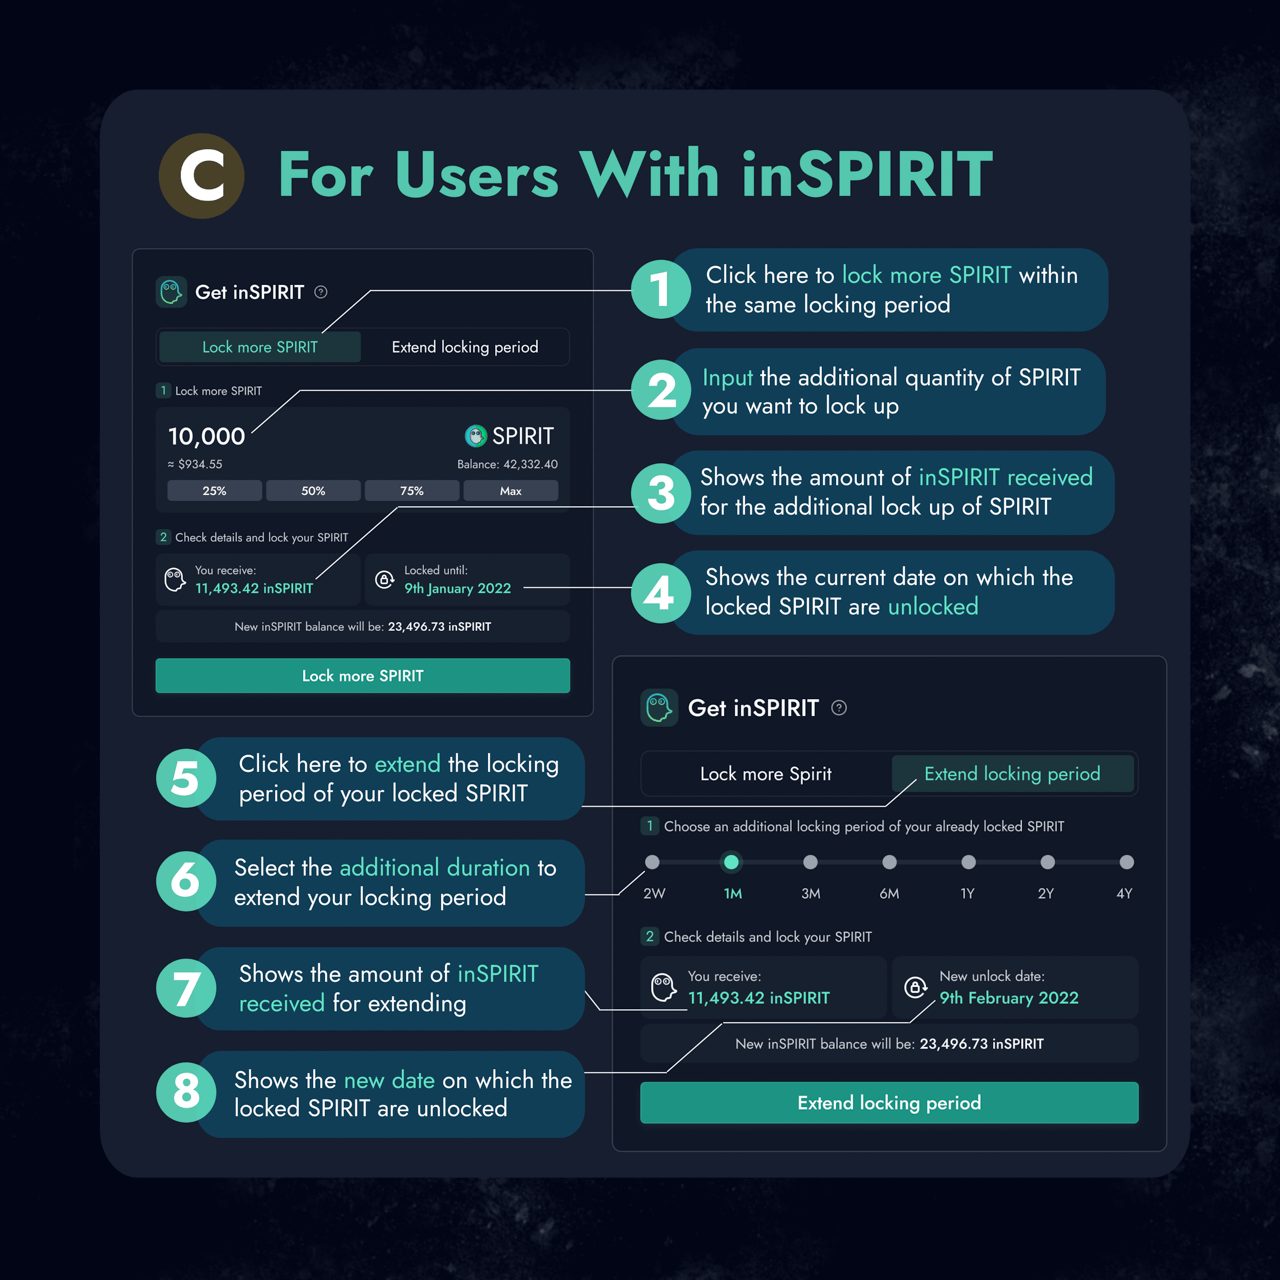 C For Users With inSPIRIT
Get inSPIRIT ?
Lock more SPIRIT Extend locking period
1 Lock more SPIRIT
10,000 SPIRIT
≈ $934.55 Balance: 42,332.40
25% 50% 75% Max
2 Check details and lock your SPIRIT
You receive: Locked until:
11,493.42 inSPIRIT 9th January 2022
New inSPIRIT balance will be: 23,496.73 inSPIRIT
Lock more SPIRIT
1 Click here to lock more SPIRIT within
the same locking period
2 Input the additional quantity of SPIRIT
you want to lock up
3 Shows the amount of inSPIRIT received
for the additional lock up of SPIRIT
4 Shows the current date on which the
locked SPIRIT are unlocked
5 Click here to extend the locking
period of your locked SPIRIT
6 Select the additional duration to
extend your locking period
7 Shows the amount of inSPIRIT
received for extending
8 Shows the new date on which the
locked SPIRIT are unlocked
Get inSPIRIT ?
Lock more Spirit Extend locking period
1 Choose an additional locking period of your already locked SPIRIT
2W 1M 3M 6M 1Y 2Y 4Y
2 Check details and lock your SPIRIT
You receive: New unlock date:
11,493.42 inSPIRIT 9th February 2022
New inSPIRIT balance will be: 23,496.73 inSPIRIT
Extend locking period